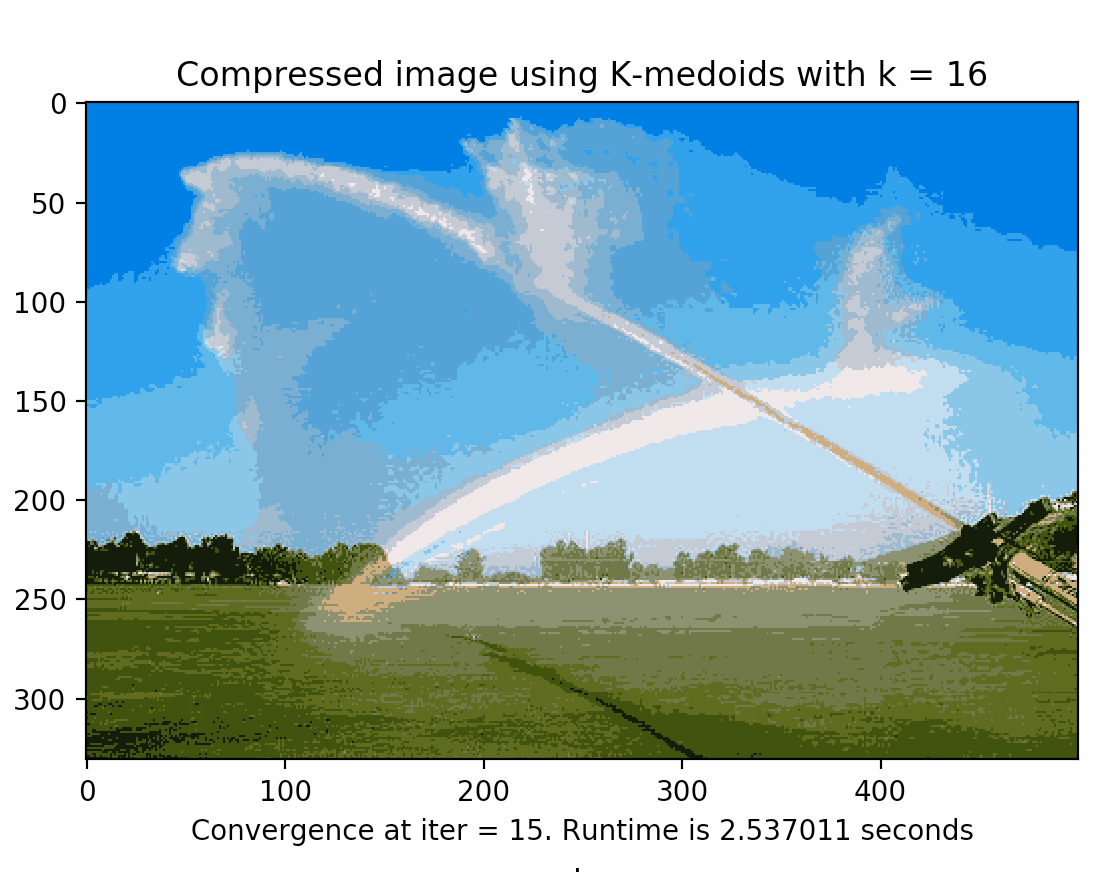 Compressed image using K-medoids with k = 16
0
50
100
150
200
250
300
0 100 200 300 400
Convergence at iter = 15. Runtime is 2.537011 seconds